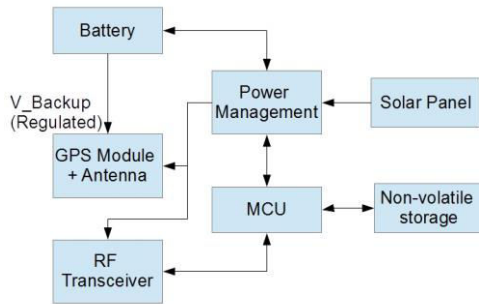 Battery
V_Backup
(Regulated)
Power
Management
Solar Panel
GPS Module
+ Antenna
MCU
Non-volatile
storage
RF
Transceiver